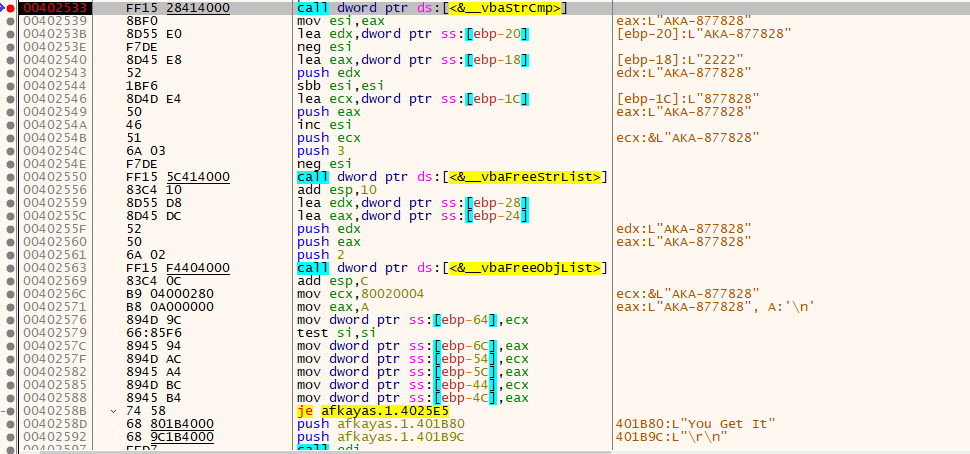 00402533 FF15 28414000 call dword ptr ds:[<&__vbaStrCmp>]
00402539 8BF0 mov esi,eax eax:L"AKA-877828"
0040253B 8D55 E0 lea edx,dword ptr ss:[ebp-20] [ebp-20]:L"AKA-877828"
0040253E F7DE neg esi
00402540 8D45 E8 lea eax,dword ptr ss:[ebp-18] [ebp-18]:L"2222"
00402543 52 push edx edx:L"AKA-877828"
00402544 1BF6 sbb esi,esi
00402546 8D4D E4 lea ecx,dword ptr ss:[ebp-1C] [ebp-1C]:L"877828"
00402549 50 push eax eax:L"AKA-877828"
0040254A 46 inc esi
0040254B 51 push ecx ecx:&L"AKA-877828"
0040254C 6A 03 push 3
0040254E F7DE neg esi
00402550 FF15 5C414000 call dword ptr ds:[<&__vbaFreeStrList>]
00402556 83C4 10 add esp,10
00402559 8D55 D8 lea edx,dword ptr ss:[ebp-28]
0040255C 8D45 DC lea eax,dword ptr ss:[ebp-24]
0040255F 52 push edx edx:L"AKA-877828"
00402560 50 push eax eax:L"AKA-877828"
00402561 6A 02 push 2
00402563 FF15 F4404000 call dword ptr ds:[<&__vbaFreeObjList>]
00402569 83C4 0C add esp,C
0040256C B9 04000280 mov ecx,80020004 ecx:&L"AKA-877828"
00402571 B8 0A000000 mov eax,A eax:L"AKA-877828", A:'\n'
00402576 894D 9C mov dword ptr ss:[ebp-64],ecx
00402579 66:85F6 test si,si
0040257C 8945 94 mov dword ptr ss:[ebp-6C],eax
0040257F 894D AC mov dword ptr ss:[ebp-54],ecx
00402582 8945 A4 mov dword ptr ss:[ebp-5C],eax
00402585 894D BC mov dword ptr ss:[ebp-44],ecx
00402588 8945 B4 mov dword ptr ss:[ebp-4C],eax
0040258B 74 58 je afkayas.1.4025E5
0040258D 68 801B4000 push afkayas.1.401B80 401B80:L"You Get It"
00402592 68 9C1B4000 push afkayas.1.401B9C 401B9C:L"\r\n"
00402597 FFD7 call edi